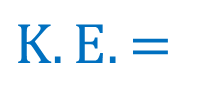 K. E. =